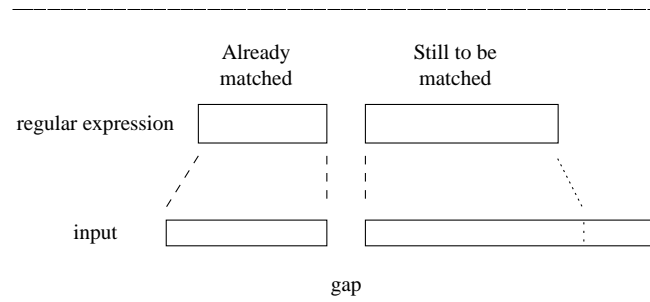 Already
matched
Still to be
matched
regular expression
input
gap